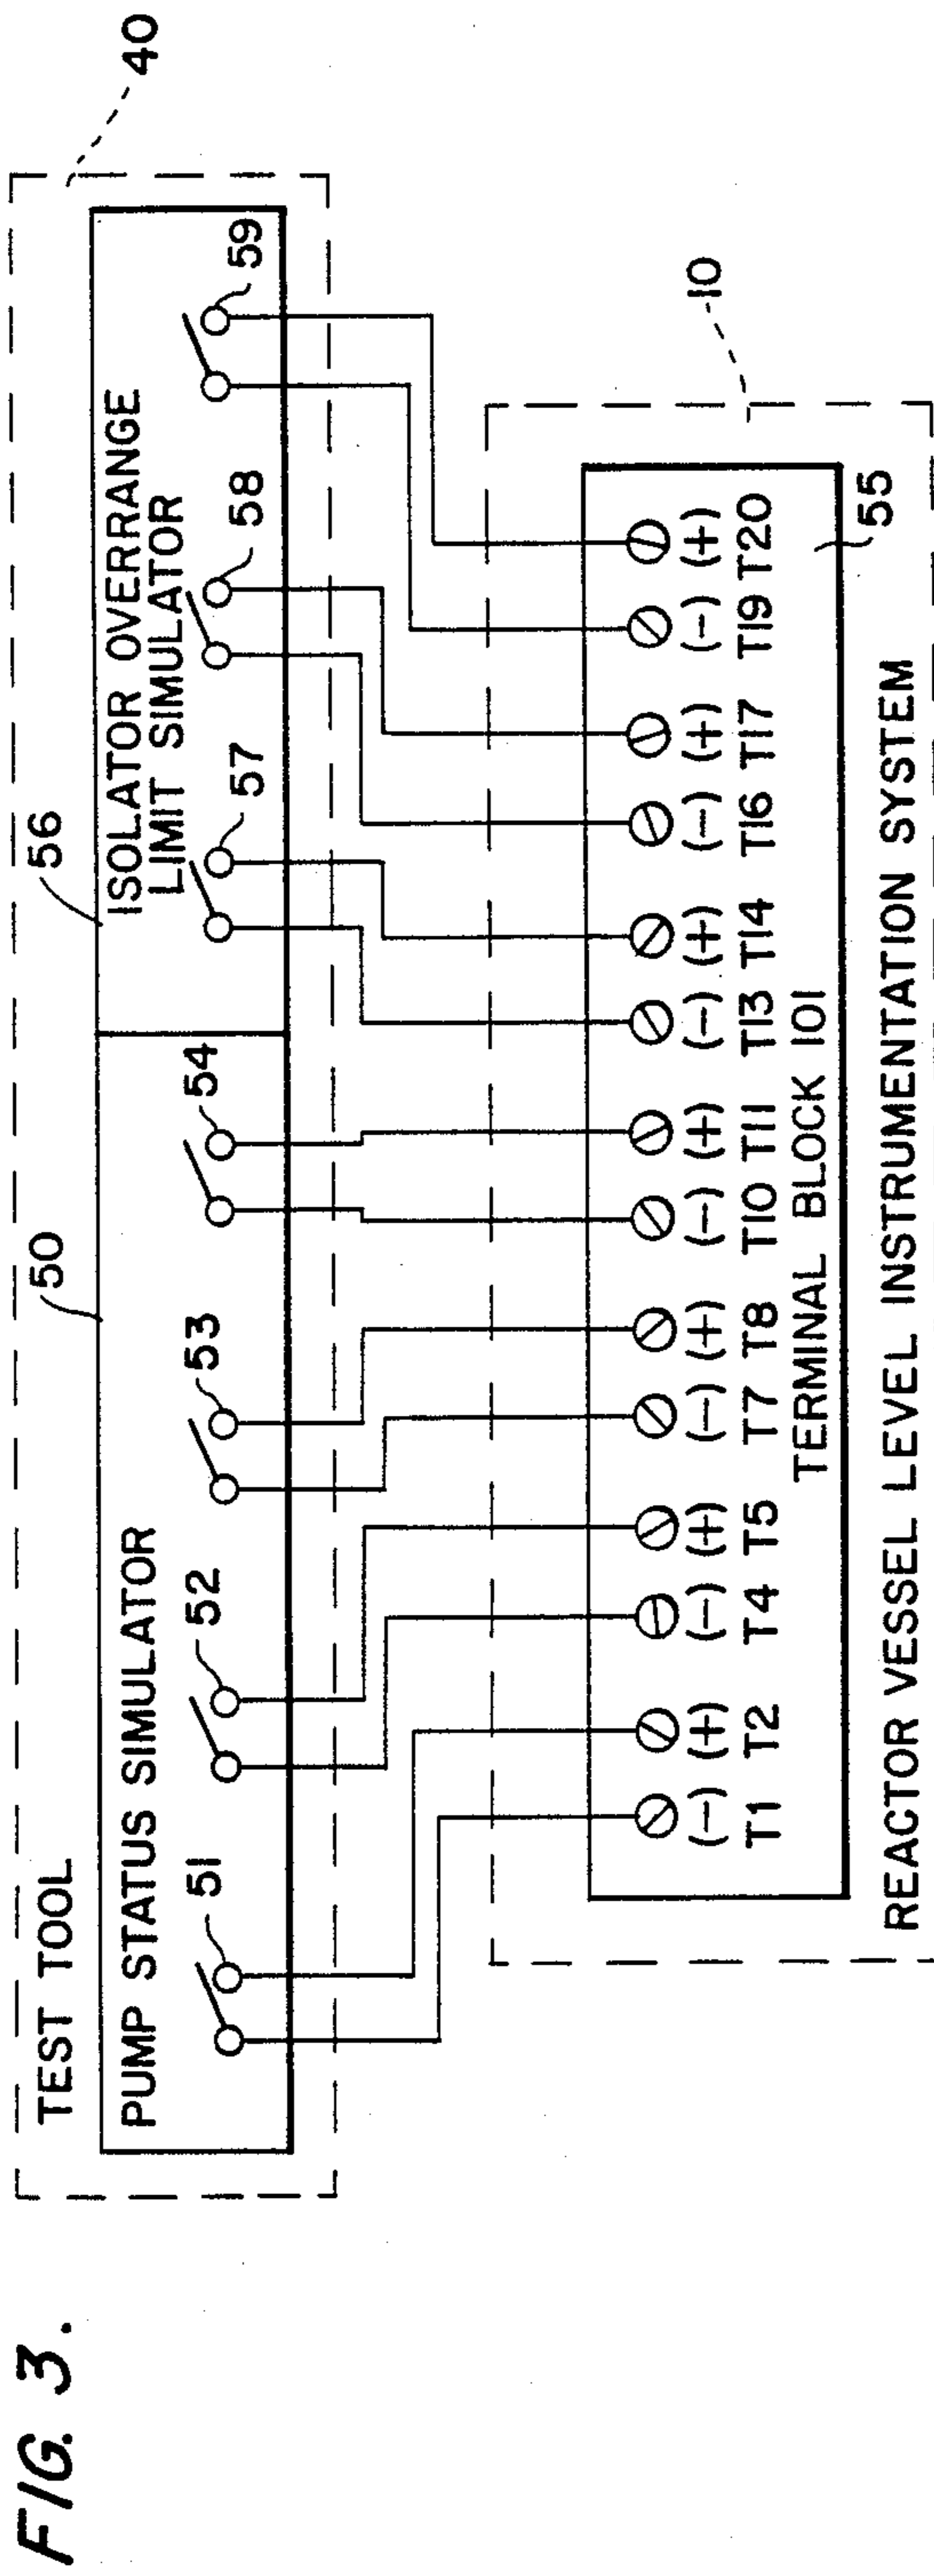 FIG. 3.
40
TEST TOOL
50
56
PUMP STATUS SIMULATOR
ISOLATOR OVERRANGE
LIMIT SIMULATOR
51
52
53
54
57
58
59
10
(-) (+) (-) (+) (-) (+) (-) (+) (-) (+) (-) (+) (-) (+)
T1 T2 T4 T5 T7 T8 T10 T11 T13 T14 T16 T17 T19 T20
TERMINAL BLOCK 101
55
REACTOR VESSEL LEVEL INSTRUMENTATION SYSTEM